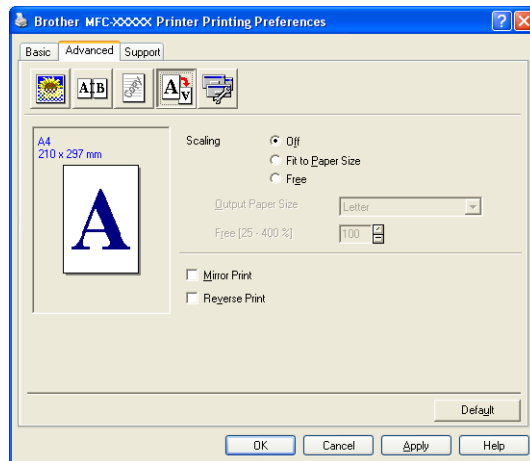 Brother MFC-XXXXX Printer Printing Preferences
Basic Advanced Support
A B
Copy
A A
A4
210 x 297 mm
A
Scaling
Off
Fit to Paper Size
Free
Output Paper Size Letter
Free [25 - 400 %] 100
Mirror Print
Reverse Print
Default
OK Cancel Apply Help